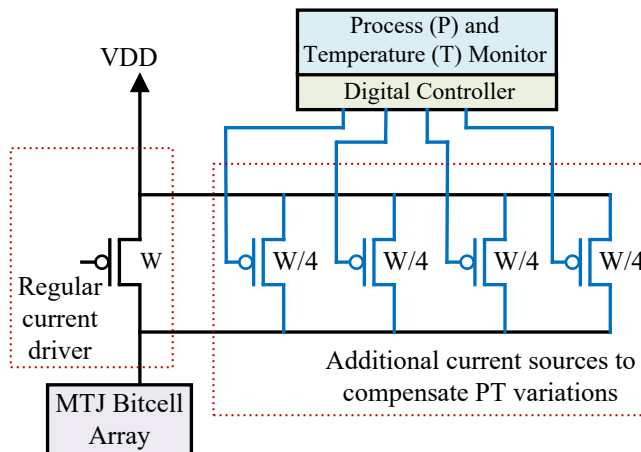 Process (P) and
Temperature (T) Monitor
Digital Controller
VDD
W
W/4
W/4
W/4
W/4
Regular
current
driver
Additional current sources to
compensate PT variations
MTJ Bitcell
Array